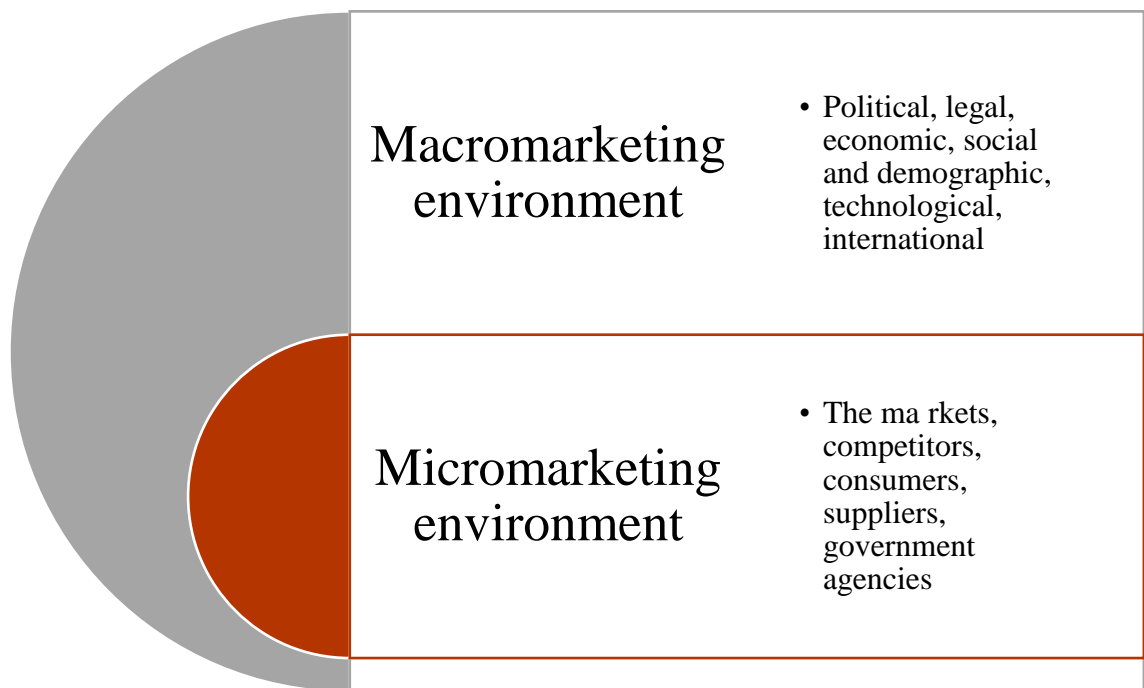 Macromarketing
environment
• Political, legal,
economic, social
and demographic,
technological,
international
Micromarketing
environment
• The ma rkets,
competitors,
consumers,
suppliers,
government
agencies